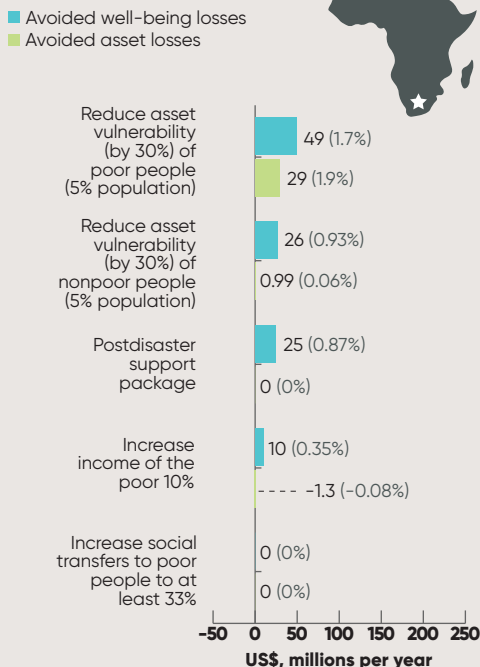 Avoided well-being losses
Avoided asset losses
Reduce asset
vulnerability
(by 30%) of
poor people
(5% population)
49 (1.7%)
29 (1.9%)
Reduce asset
vulnerability
(by 30%) of
nonpoor people
(5% population)
26 (0.93%)
0.99 (0.06%)
Postdisaster
support
package
25 (0.87%)
0 (0%)
Increase
income of the
poor 10%
10 (0.35%)
-1.3 (-0.08%)
Increase social
transfers to poor
people to at
least 33%
0 (0%)
0 (0%)
-50 0 50 100 150 200 250
US$, millions per year